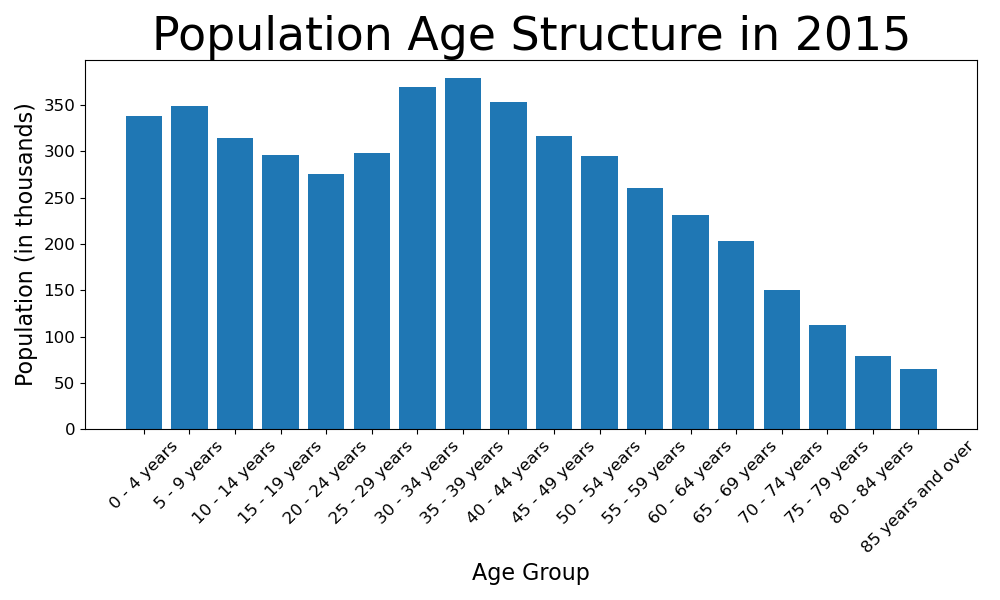 Population Age Structure in 2015
Population (in thousands)
350
300
250
200
150
100
50
0
0 - 4 years
5 - 9 years
10 - 14 years
15 - 19 years
20 - 24 years
25 - 29 years
30 - 34 years
35 - 39 years
40 - 44 years
45 - 49 years
50 - 54 years
55 - 59 years
60 - 64 years
65 - 69 years
70 - 74 years
75 - 79 years
80 - 84 years
85 years and over
Age Group